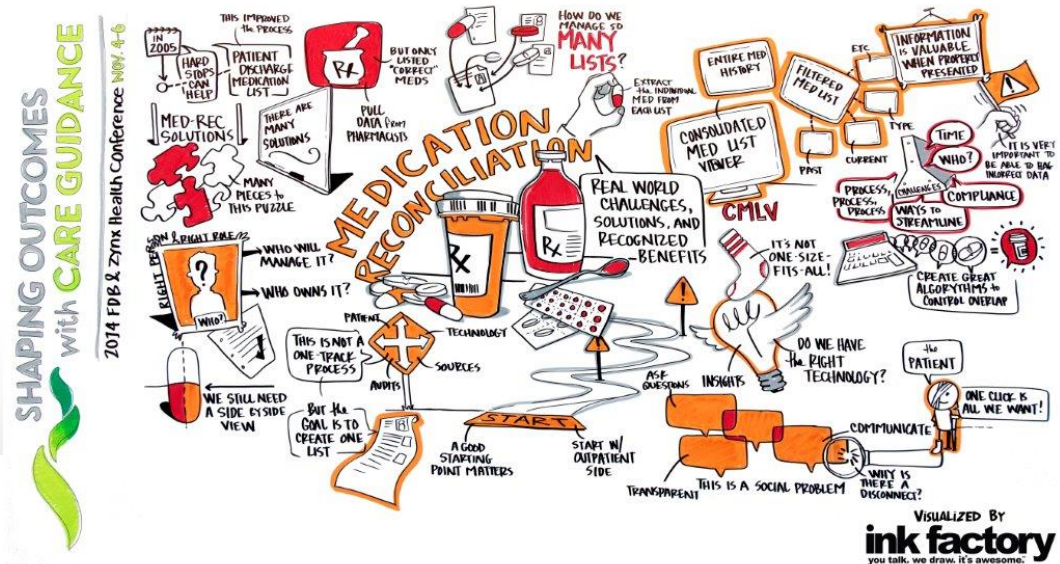 SHAPING OUTCOMES
with CARE GUIDANCE
2014 FDB & Zynx Health Conference NOV. 4-6
IN
2005
HARD
STOPS
CAN
HELP
THIS IMPROVED
the PROCESS
PATIENT
DISCHARGE
MEDICATION
LIST
Rx
BUT ONLY
LISTED
"CORRECT"
MEDS
PULL
DATA from
PHARMACISTS
THERE ARE
MANY
SOLUTIONS
MED-REC
SOLUTIONS
MANY
PIECES to
THIS PUZZLE
HOW DO WE
MANAGE SO
MANY
LISTS?
EXTRACT
the INDIVIDUAL
MED FROM
EACH LIST
MEDICATION
RECONCILIATION
Rx
Rx
REAL WORLD
CHALLENGES,
SOLUTIONS, AND
RECOGNIZED
BENEFITS
ENTIRE MED
HISTORY
CONSOLIDATED
MED LIST
VIEWER
CMLV
FILTERED
MED LIST
ETC
TYPE
CURRENT
PAST
INFORMATION
IS VALUABLE
WHEN PROPERLY
PRESENTED
IT IS VERY
IMPORTANT TO
BE ABLE TO FLAG
INCORRECT DATA
TIME
WHO?
CHALLENGES
COMPLIANCE
PROCESS,
PROCESS,
PROCESS
WAYS TO
STREAMLINE
CREATE GREAT
ALGORITHMS to
CONTROL OVERLAP
RIGHT PERSON & RIGHT ROLE
?
WHO?
WHO WILL
MANAGE IT?
WHO OWNS IT?
WE STILL NEED
A SIDE BY SIDE
VIEW
THIS IS NOT A
ONE-TRACK
PROCESS
PATIENT
TECHNOLOGY
AUDITS
SOURCES
BUT the
GOAL IS TO
CREATE ONE
LIST
START
A GOOD
STARTING
POINT MATTERS
START W/
OUTPATIENT
SIDE
IT'S NOT
ONE-SIZE-
FITS-ALL!
INSIGHTS
DO WE HAVE
the RIGHT
TECHNOLOGY?
ASK
QUESTIONS
COMMUNICATE
TRANSPARENT
THIS IS A SOCIAL PROBLEM
WHY IS
THERE A
DISCONNECT?
the
PATIENT
ONE CLICK IS
ALL WE WANT!
VISUALIZED BY
ink factory
you talk. we draw. it's awesome.